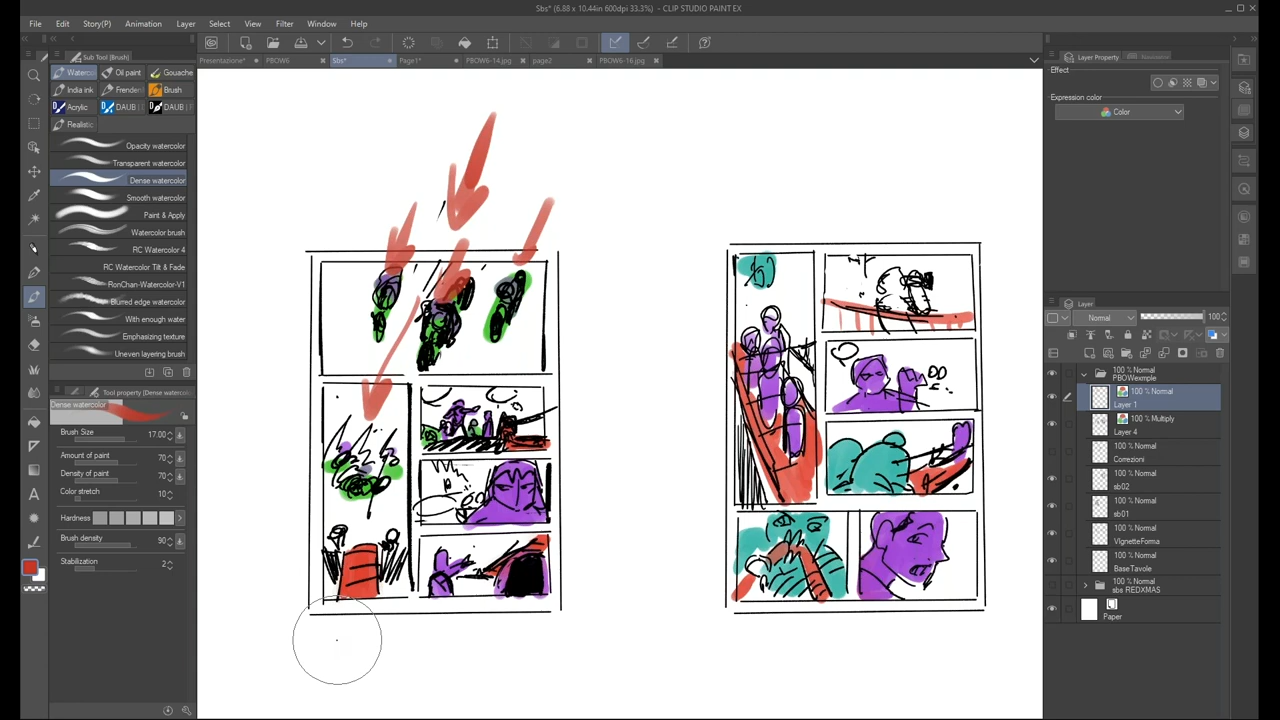 Sbs* (6.88 x 10.44in 600dpi 33.3%) - CLIP STUDIO PAINT EX
File Edit Story(P) Animation Layer Select View Filter Window Help
Sub Tool [Brush]
Presentazione* PBOW6 Sbs* Page1* PBOW6-14.jpg page2 PBOW6-16.jpg
Layer Property
Waterco Oil paint Gouache
India ink Frenden Brush
Acrylic DAUB DAUB
Realistic
Opacity watercolor
Transparent watercolor
Dense watercolor
Smooth watercolor
Paint & Apply
Watercolor brush
RC Watercolor 4
RC Watercolor Tilt & Fade
RonChan-Watercolor-V1
Blurred edge watercolor
With enough water
Emphasizing texture
Uneven layering brush
Tool property [Dense waterc
Dense watercolor
Brush Size 17.00
Amount of paint 70
Density of paint 70
Color stretch 10
Hardness
Brush density 90
Stabilization 2
Effect
Expression color
Color
Layer
Normal 100
100 % Normal
PBOWexmple
100 % Normal
Layer 1
100 % Multiply
Layer 4
100 % Normal
Correzioni
100 % Normal
sb02
100 % Normal
sb01
100 % Normal
VIgnetteForma
100 % Normal
BaseTavole
100 % Normal
sbs REDXMAS
Paper